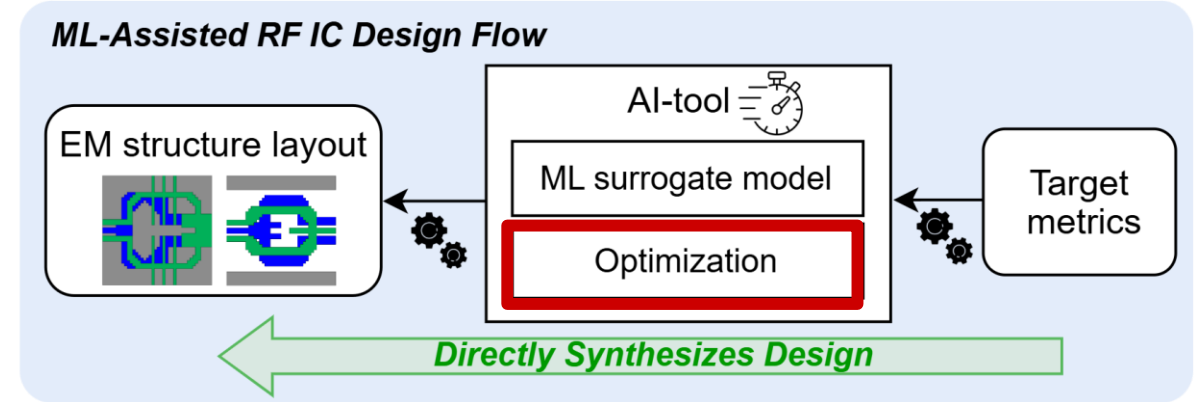 ML-Assisted RF IC Design Flow
EM structure layout
AI-tool
ML surrogate model
Optimization
Target
metrics
Directly Synthesizes Design